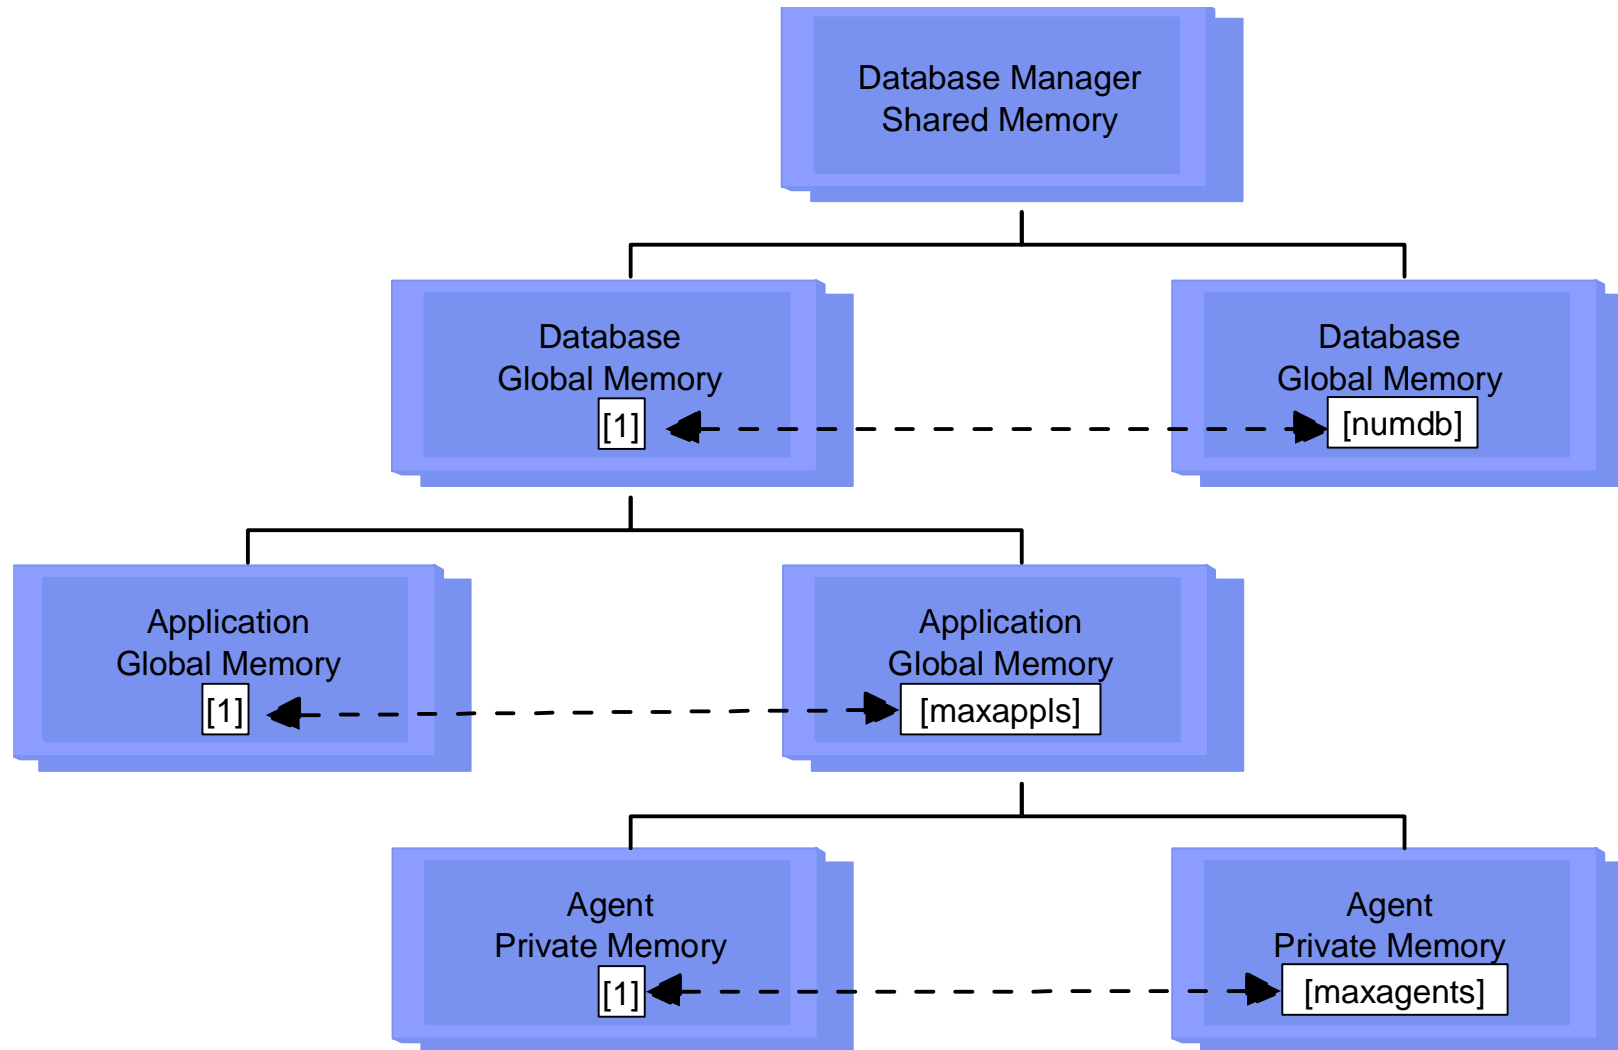 Database Manager
Shared Memory
Database
Global Memory
[1]
Database
Global Memory
[numdb]
Application
Global Memory
[1]
Application
Global Memory
[maxappls]
Agent
Private Memory
[1]
Agent
Private Memory
[maxagents]